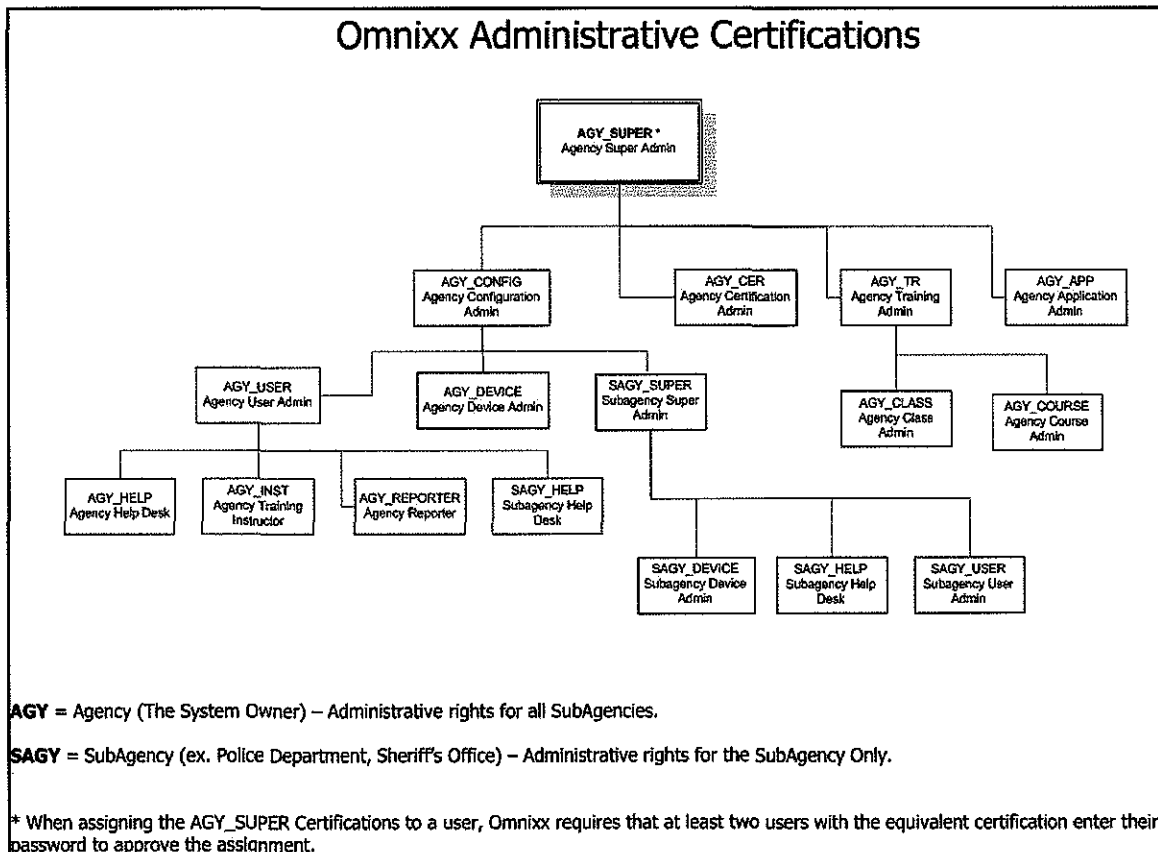 Omnixx Administrative Certifications
AGY_SUPER *
Agency Super Admin
AGY_CONFIG
Agency Configuration
Admin
AGY_CER
Agency Certification
Admin
AGY_TR
Agency Training
Admin
AGY_APP
Agency Application
Admin
AGY_USER
Agency User Admin
AGY_DEVICE
Agency Device Admin
SAGY_SUPER
Subagency Super
Admin
AGY_CLASS
Agency Class
Admin
AGY_COURSE
Agency Course
Admin
AGY_HELP
Agency Help Desk
AGY_INST
Agency Training
Instructor
AGY_REPORTER
Agency Reporter
SAGY_HELP
Subagency Help
Desk
SAGY_DEVICE
Subagency Device
Admin
SAGY_HELP
Subagency Help
Desk
SAGY_USER
Subagency User
Admin
AGY = Agency (The System Owner) – Administrative rights for all SubAgencies.
SAGY = SubAgency (ex. Police Department, Sheriff's Office) – Administrative rights for the SubAgency Only.
* When assigning the AGY_SUPER Certifications to a user, Omnixx requires that at least two users with the equivalent certification enter their
password to approve the assignment.